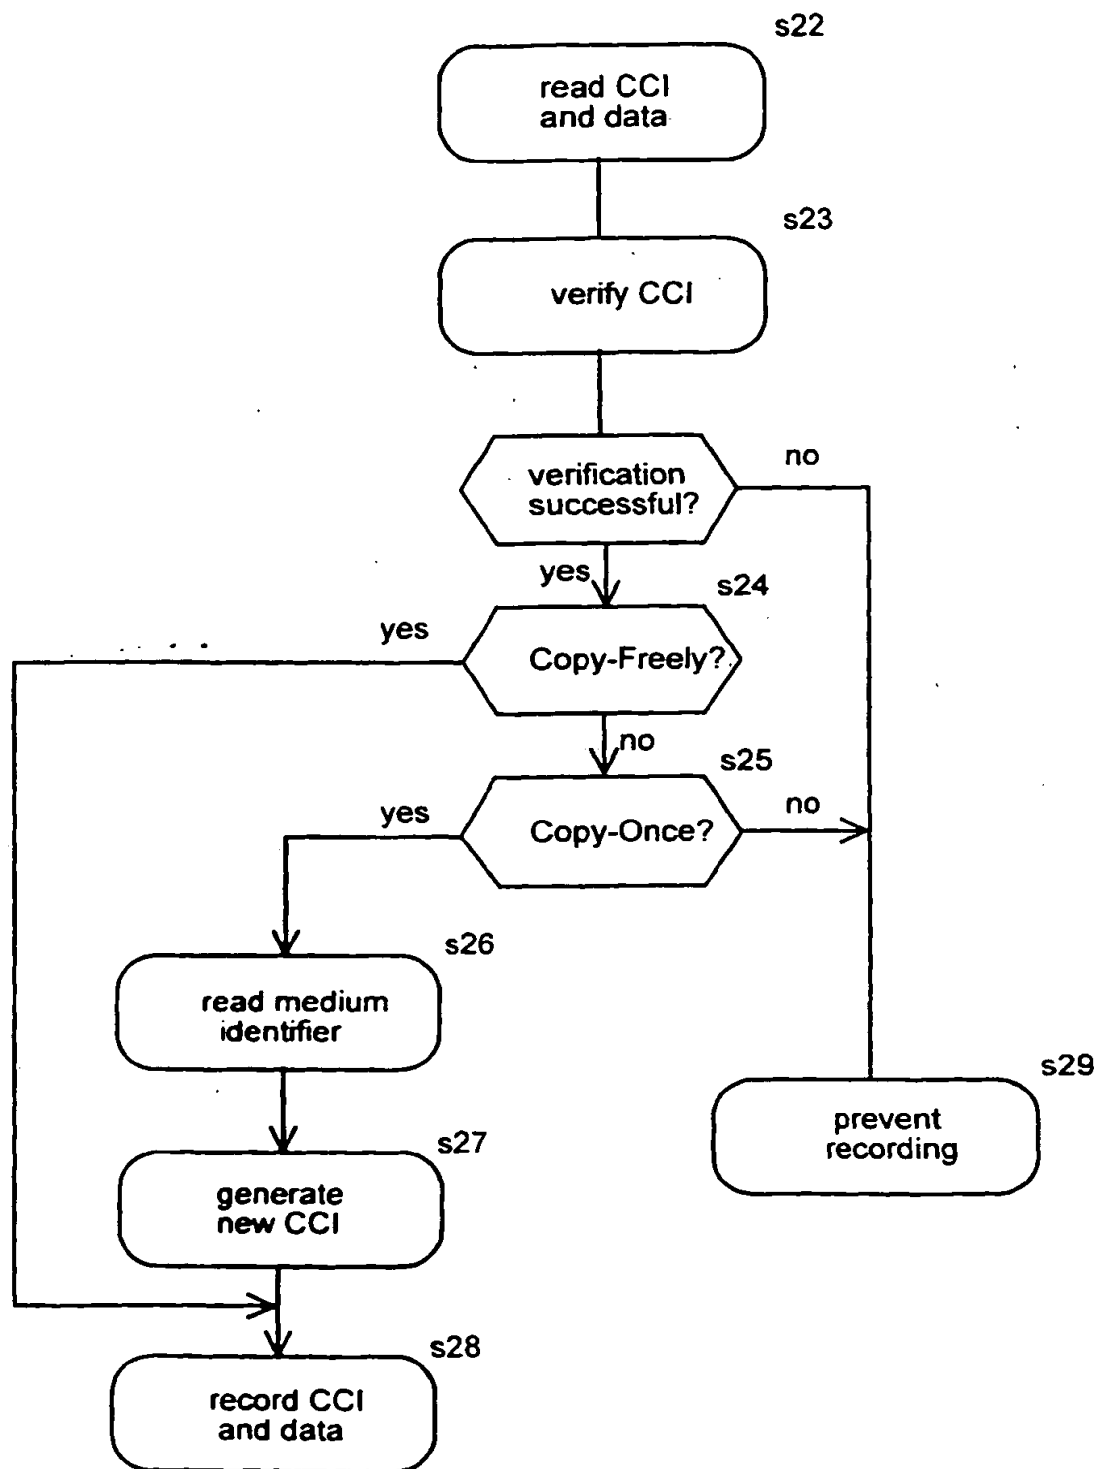 s22
read CCI
and data
s23
verify CCI
verification
successful?
no
yes
s24
yes
Copy-Freely?
no
s25
yes
Copy-Once?
no
s26
read medium
identifier
s29
prevent
recording
s27
generate
new CCI
s28
record CCI
and data